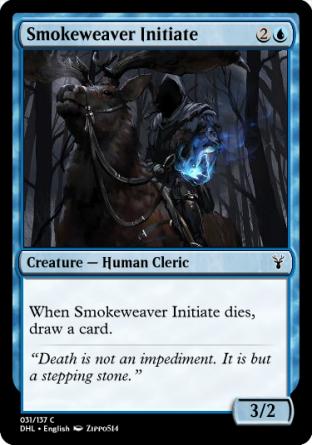 Smokeweaver Initiate 2
Creature — Human Cleric
When Smokeweaver Initiate dies,
draw a card.
“Death is not an impediment. It is but
a stepping stone.”
3/2
031/137 C
DHL • English ZIPPO514